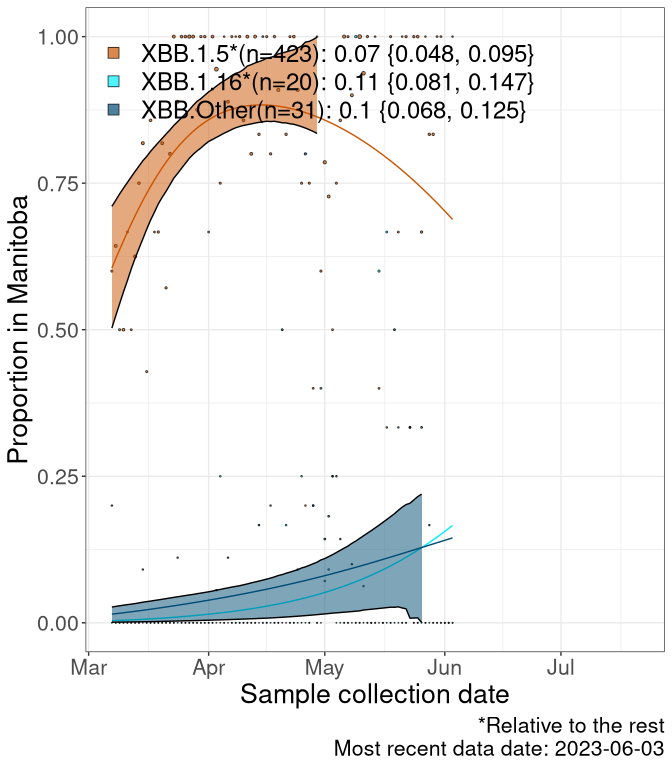 XBB.1.5*(n=423): 0.07 {0.048, 0.095}
XBB.1.16*(n=20): 0.11 {0.081, 0.147}
XBB.Other(n=31): 0.1 {0.068, 0.125}
1.00
0.75
0.50
0.25
0.00
Proportion in Manitoba
Mar Apr May Jun Jul
Sample collection date
*Relative to the rest
Most recent data date: 2023-06-03